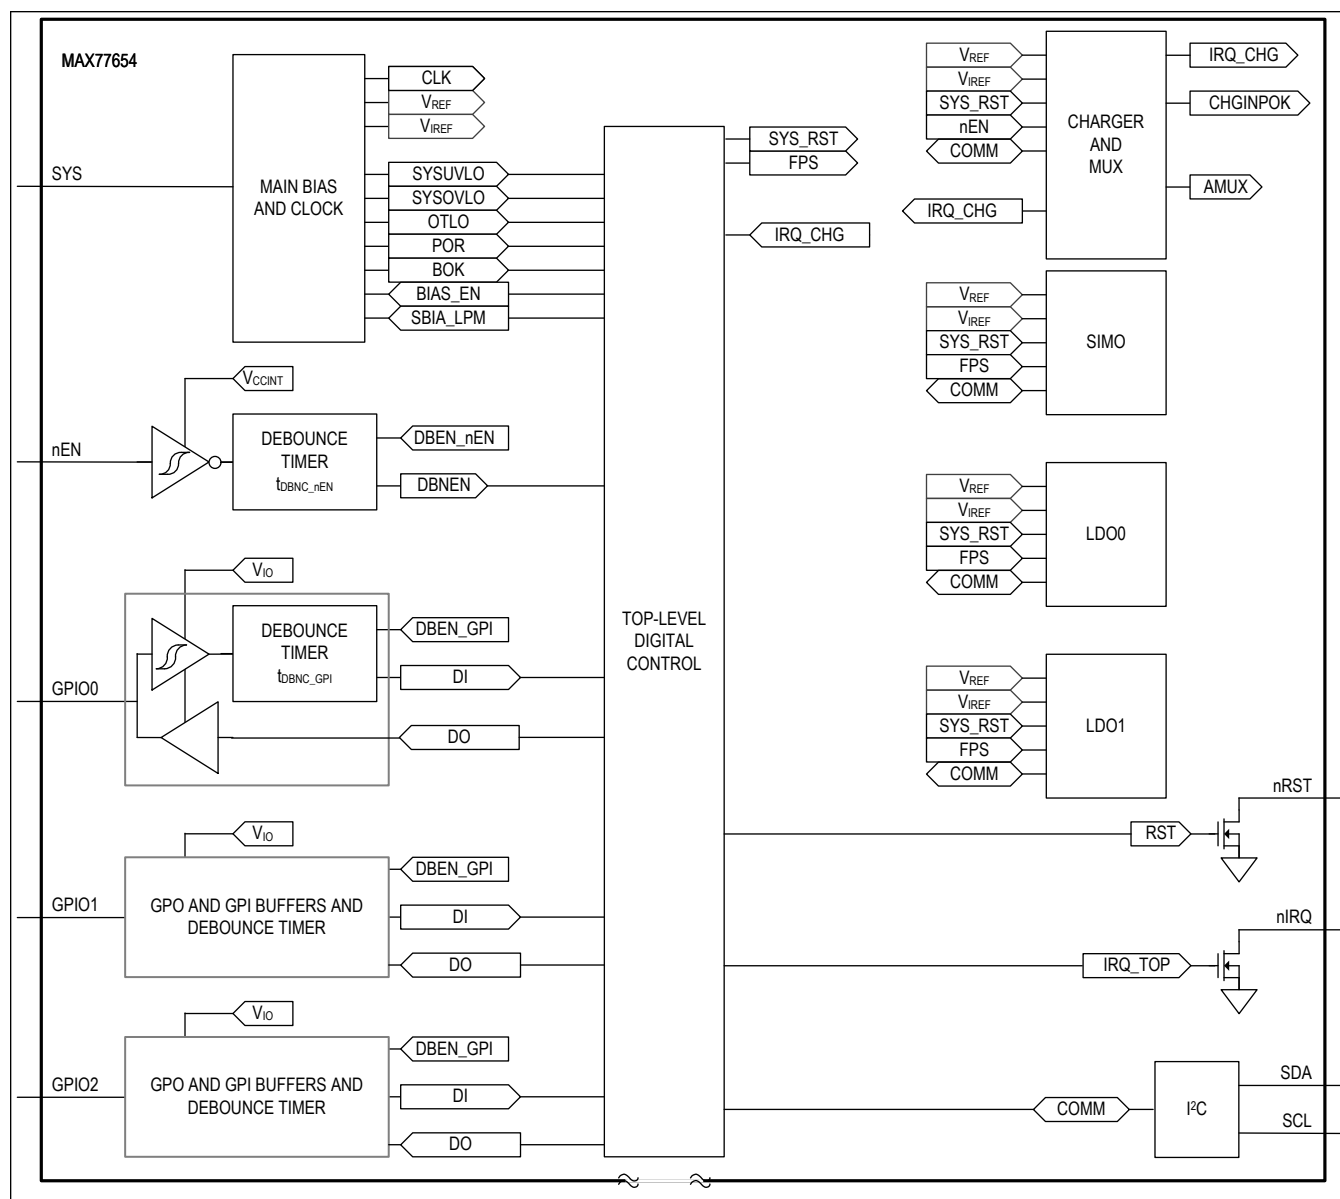 MAX77654
SYS
MAIN BIAS
AND CLOCK
CLK
VREF
VIREF
SYSUVLO
SYSOVLO
OTLO
POR
BOK
BIAS_EN
SBIA_LPM
VCCINT
nEN
DEBOUNCE
TIMER
tDBNC_nEN
DBEN_nEN
DBNEN
VIO
GPIO0
DEBOUNCE
TIMER
tDBNC_GPI
DBEN_GPI
DI
DO
VIO
GPIO1
GPO AND GPI BUFFERS AND
DEBOUNCE TIMER
DBEN_GPI
DI
DO
VIO
GPIO2
GPO AND GPI BUFFERS AND
DEBOUNCE TIMER
DBEN_GPI
DI
DO
TOP-LEVEL
DIGITAL
CONTROL
SYS_RST
FPS
IRQ_CHG
VREF
VIREF
SYS_RST
nEN
COMM
IRQ_CHG
CHARGER
AND
MUX
IRQ_CHG
CHGINPOK
AMUX
VREF
VIREF
SYS_RST
FPS
COMM
SIMO
VREF
VIREF
SYS_RST
FPS
COMM
LDO0
VREF
VIREF
SYS_RST
FPS
COMM
LDO1
RST
nRST
IRQ_TOP
nIRQ
COMM
I²C
SDA
SCL